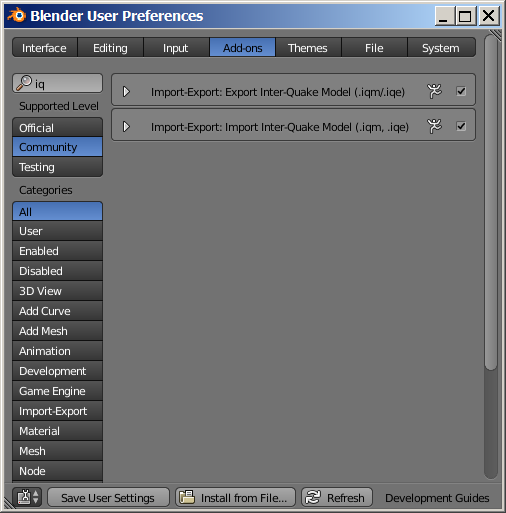 Blender User Preferences
Interface Editing Input Add-ons Themes File System
iq
Import-Export: Export Inter-Quake Model (.iqm/.iqe)
Supported Level
Import-Export: Import Inter-Quake Model (.iqm, .iqe)
Official
Community
Testing
Categories
All
User
Enabled
Disabled
3D View
Add Curve
Add Mesh
Animation
Development
Game Engine
Import-Export
Material
Mesh
Node
Save User Settings Install from File... Refresh Development Guides